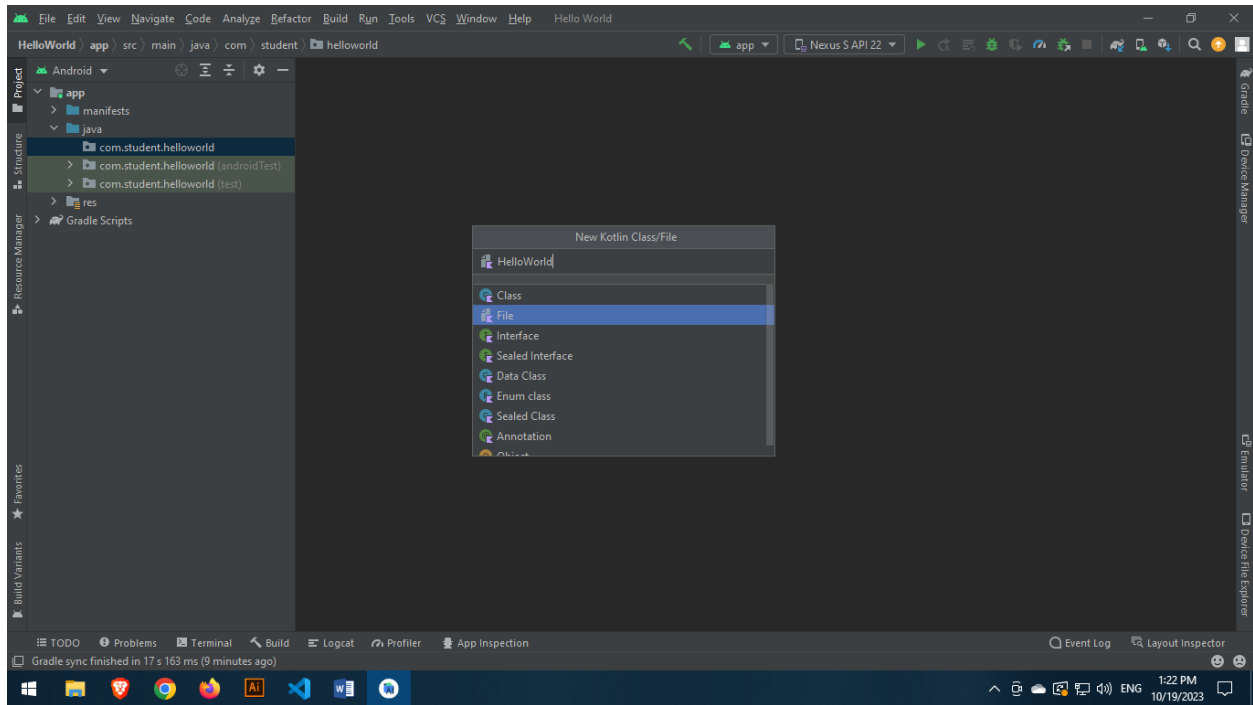 File Edit View Navigate Code Analyze Refactor Build Run Tools VCS Window Help Hello World
HelloWorld app src main java com student helloworld
app Nexus S API 22
Android
app
manifests
java
com.student.helloworld
com.student.helloworld (androidTest)
com.student.helloworld (test)
res
Gradle Scripts
Project
Structure
Resource Manager
Favorites
Build Variants
New Kotlin Class/File
HelloWorld
Class
File
Interface
Sealed Interface
Data Class
Enum class
Sealed Class
Annotation
Object
Gradle
Device Manager
Emulator
Device File Explorer
TODO Problems Terminal Build Logcat Profiler App Inspection Event Log Layout Inspector
Gradle sync finished in 17 s 163 ms (9 minutes ago)
Ai
W
ENG
1:22 PM
10/19/2023